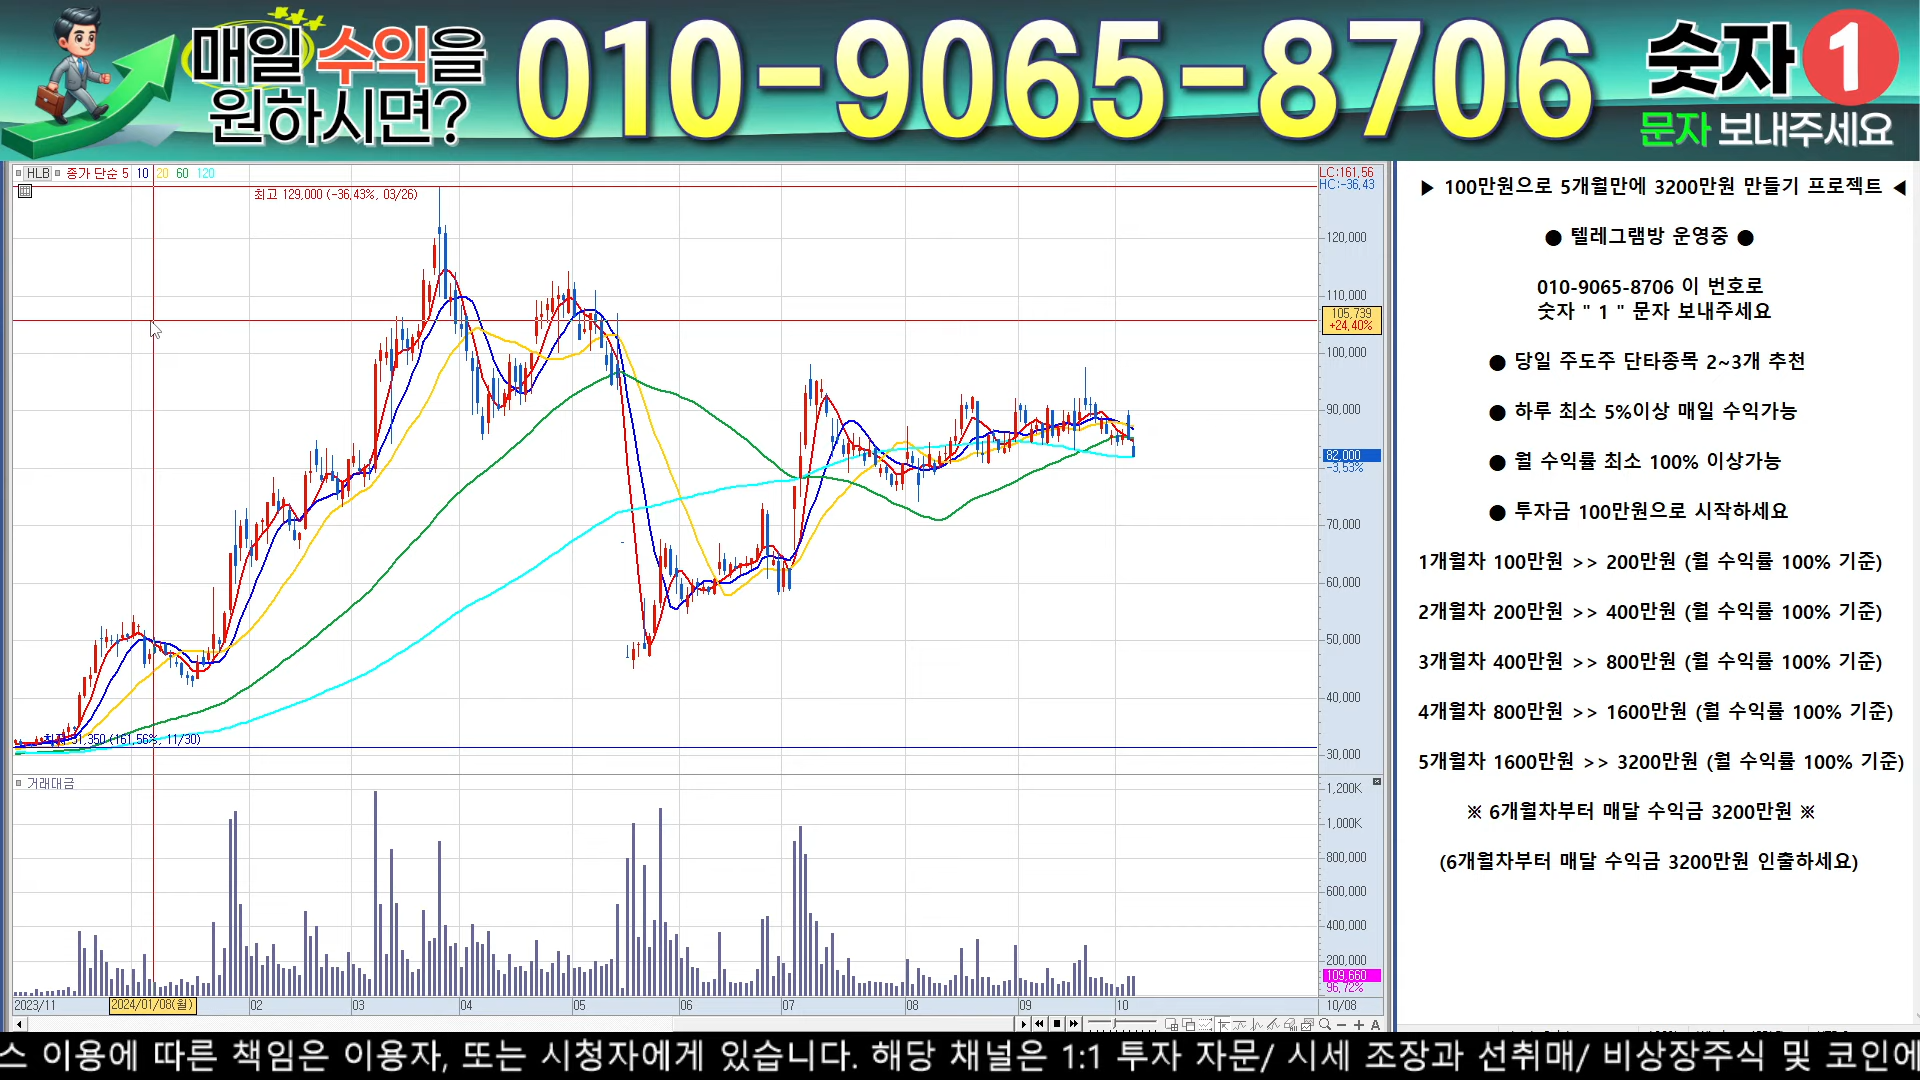 매일 수익을
원하시면?
010-9065-8706
숫자 1
문자 보내주세요
HLB 종가 단순 5 10 20 60 120
최고 129,000 (-36,43%, 03/26)
LC:161,56
HC:-36,43
120,000
110,000
105,739
+24,40%
100,000
90,000
82,000
-3,53%
70,000
60,000
50,000
40,000
30,000
31,350 (161,56%, 11/30)
거래대금
1,200K
1,000K
800,000
600,000
400,000
200,000
109,660
96,72%
2023/11 2024/01/08(월) 02 03 04 05 06 07 08 09 10 10/08
▶ 100만원으로 5개월만에 3200만원 만들기 프로젝트 ◀
● 텔레그램방 운영중 ●
010-9065-8706 이 번호로
숫자 " 1 " 문자 보내주세요
● 당일 주도주 단타종목 2~3개 추천
● 하루 최소 5%이상 매일 수익가능
● 월 수익률 최소 100% 이상가능
● 투자금 100만원으로 시작하세요
1개월차 100만원 >> 200만원 (월 수익률 100% 기준)
2개월차 200만원 >> 400만원 (월 수익률 100% 기준)
3개월차 400만원 >> 800만원 (월 수익률 100% 기준)
4개월차 800만원 >> 1600만원 (월 수익률 100% 기준)
5개월차 1600만원 >> 3200만원 (월 수익률 100% 기준)
※ 6개월차부터 매달 수익금 3200만원 ※
(6개월차부터 매달 수익금 3200만원 인출하세요)
스 이용에 따른 책임은 이용자, 또는 시청자에게 있습니다. 해당 채널은 1:1 투자 자문/ 시세 조장과 선취매/ 비상장주식 및 코인에